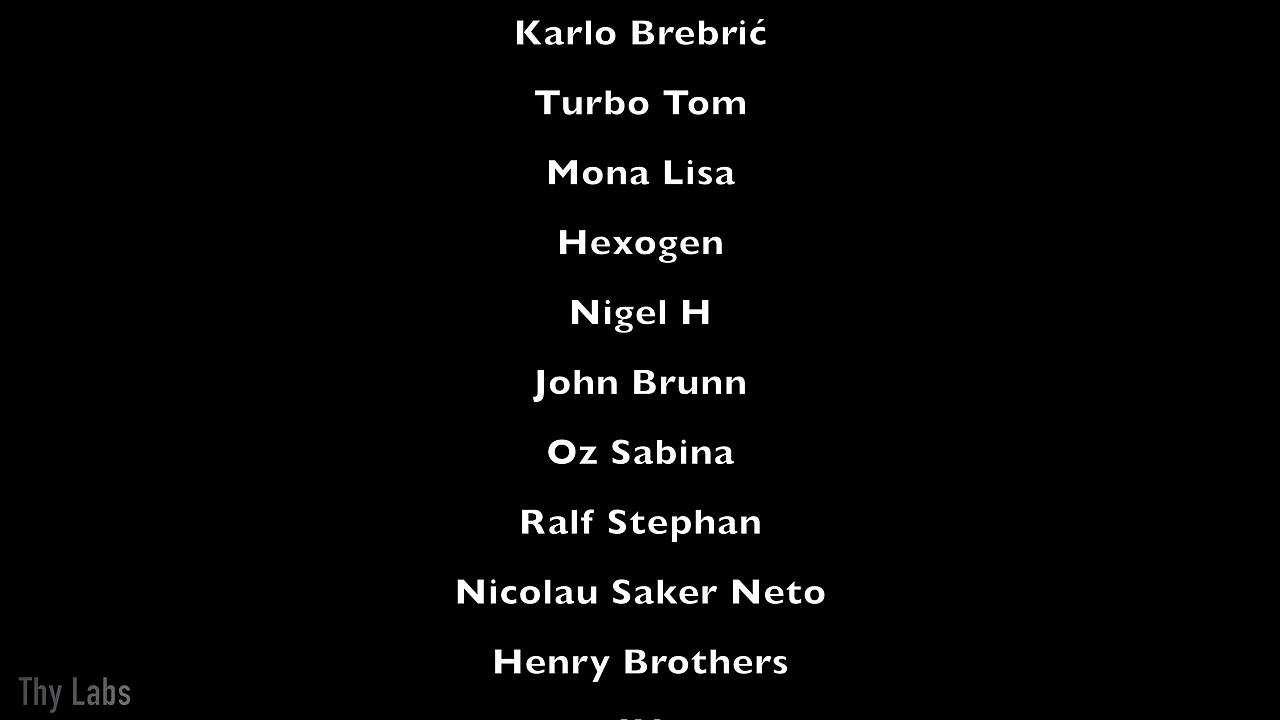 Karlo Brebrić
Turbo Tom
Mona Lisa
Hexogen
Nigel H
John Brunn
Oz Sabina
Ralf Stephan
Nicolau Saker Neto
Henry Brothers
Thy Labs